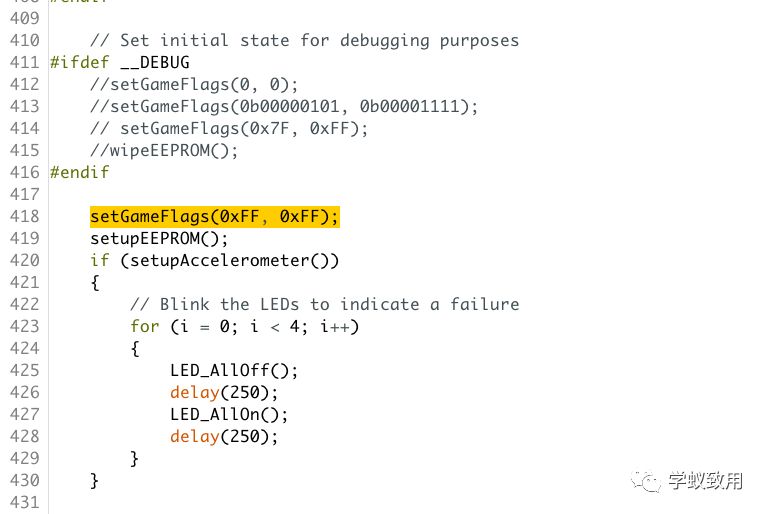 409
410     // Set initial state for debugging purposes
411 #ifdef __DEBUG
412     //setGameFlags(0, 0);
413     //setGameFlags(0b00000101, 0b00001111);
414     // setGameFlags(0x7F, 0xFF);
415     //wipeEEPROM();
416 #endif
417
418     setGameFlags(0xFF, 0xFF);
419     setupEEPROM();
420     if (setupAccelerometer())
421     {
422         // Blink the LEDs to indicate a failure
423         for (i = 0; i < 4; i++)
424         {
425             LED_AllOff();
426             delay(250);
427             LED_AllOn();
428             delay(250);
429         }
430     }
431
学蚁致用